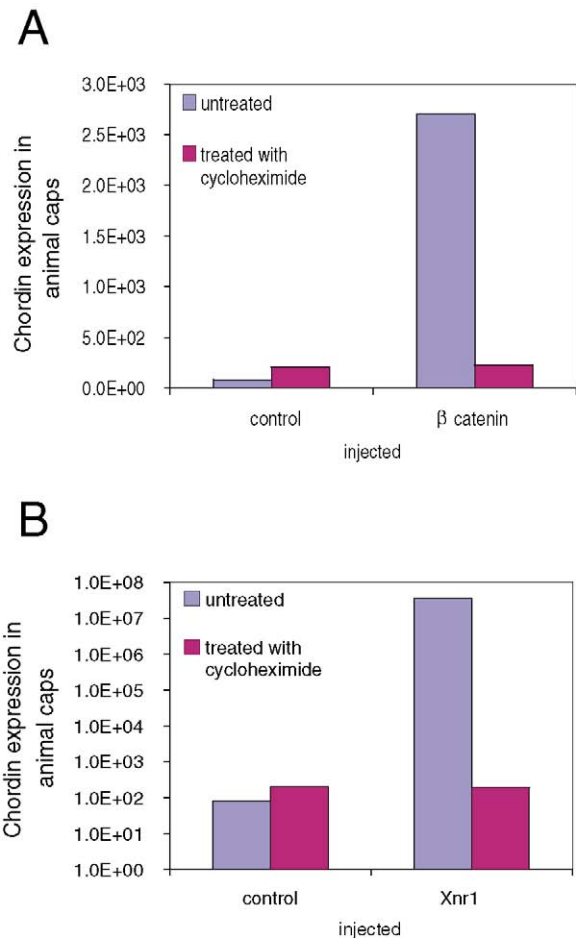 A
Chordin expression in
animal caps
3.0E+03
2.5E+03
2.0E+03
1.5E+03
1.0E+03
5.0E+02
0.0E+00
untreated
treated with
cycloheximide
control
β catenin
injected
B
Chordin expression in
animal caps
1.0E+08
1.0E+07
1.0E+06
1.0E+05
1.0E+04
1.0E+03
1.0E+02
1.0E+01
1.0E+00
untreated
treated with
cycloheximide
control
Xnr1
injected